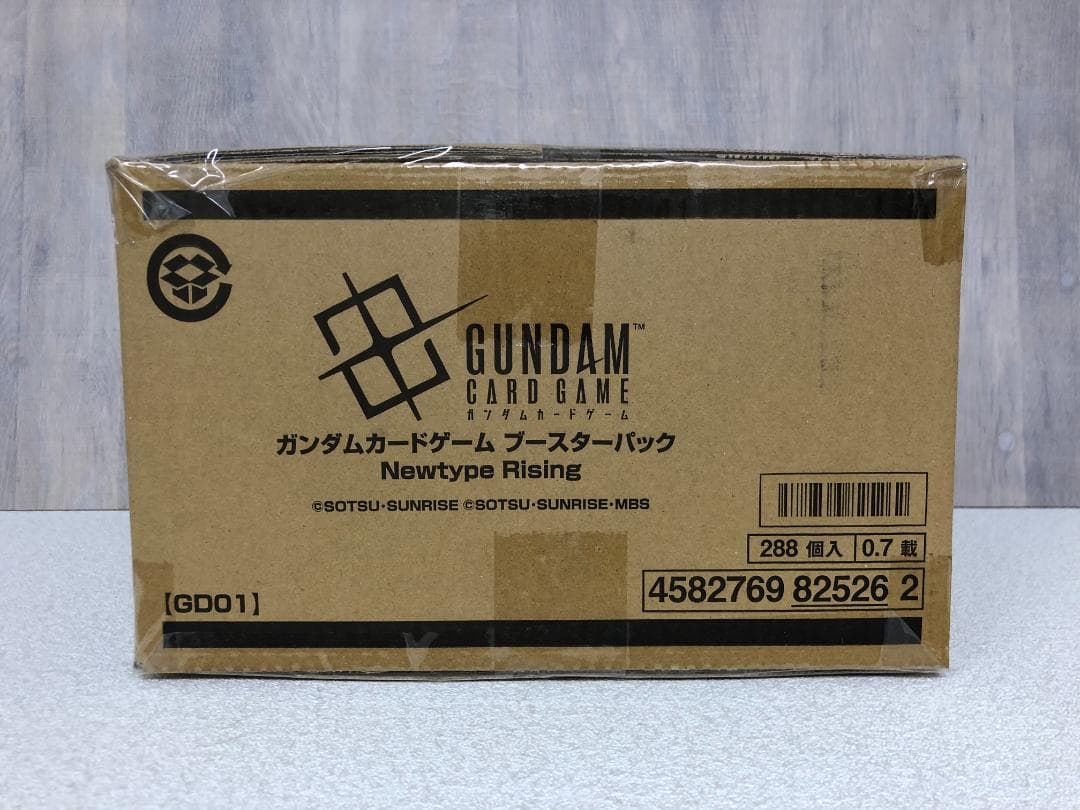 GUNDAM™
CARD GAME
ガンダムカードゲーム
ガンダムカードゲーム ブースターパック
Newtype Rising
©SOTSU・SUNRISE ©SOTSU・SUNRISE・MBS
288 個入 0.7 載
4582769 82526 2
【GD01】